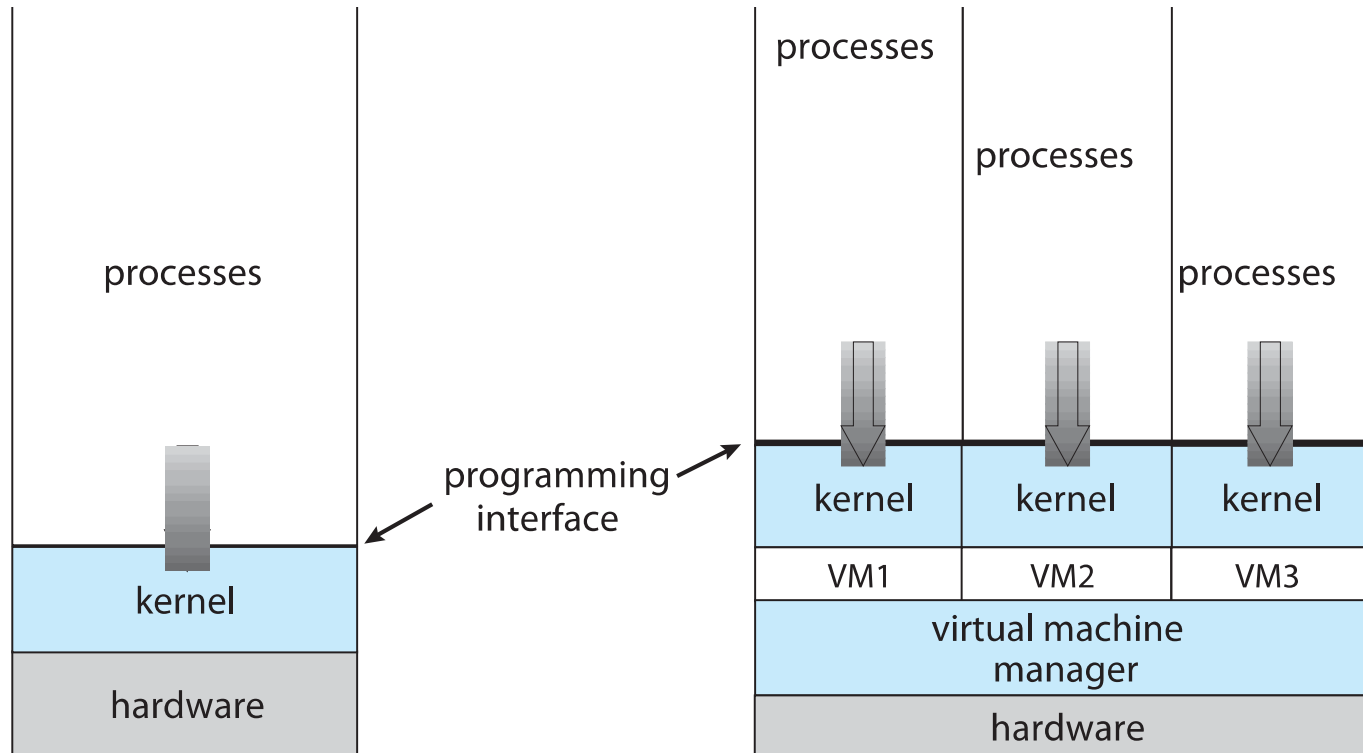 processes
kernel
hardware
programming
interface
processes
processes
processes
kernel
kernel
kernel
VM1
VM2
VM3
virtual machine
manager
hardware